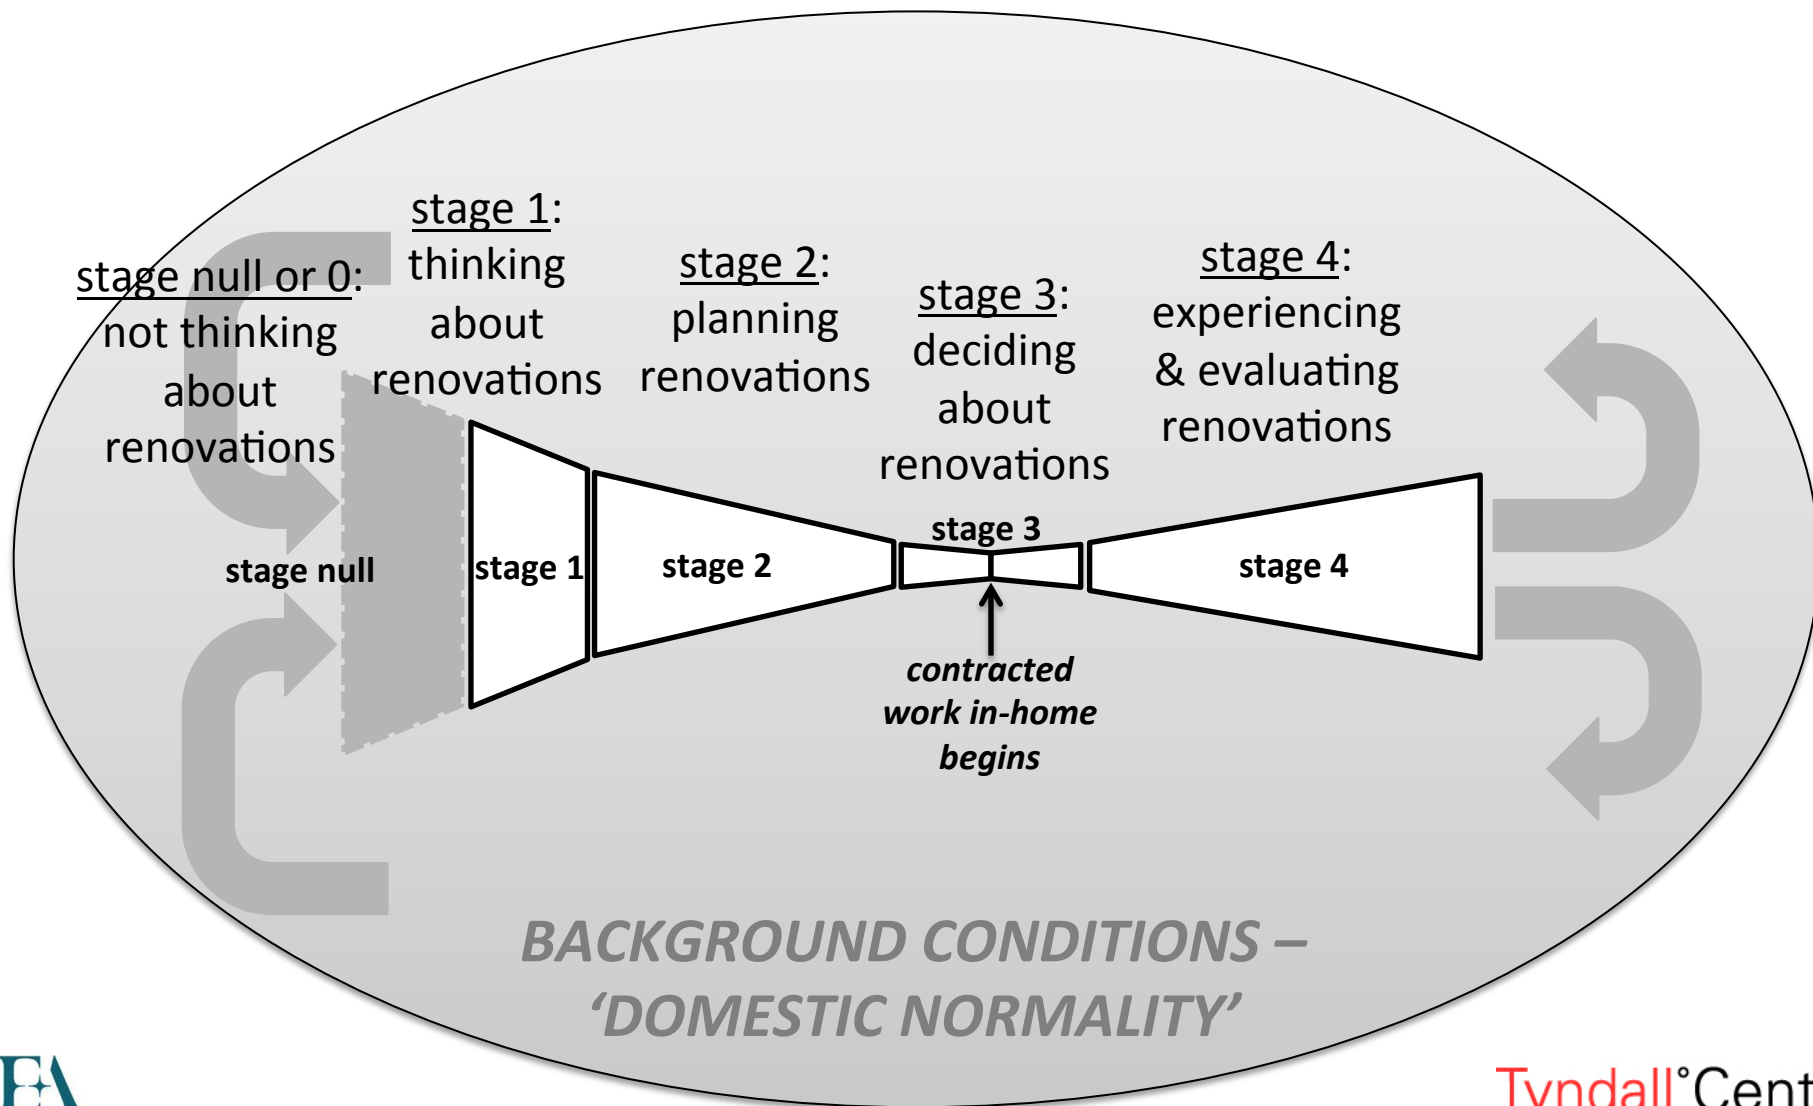 stage null or 0:
not thinking
about
renovations
stage 1:
thinking
about
renovations
stage 2:
planning
renovations
stage 3:
deciding
about
renovations
stage 4:
experiencing
& evaluating
renovations
stage null
stage 1
stage 2
stage 3
stage 4
contracted
work in-home
begins
BACKGROUND CONDITIONS –
‘DOMESTIC NORMALITY’
Tyndall°Cent